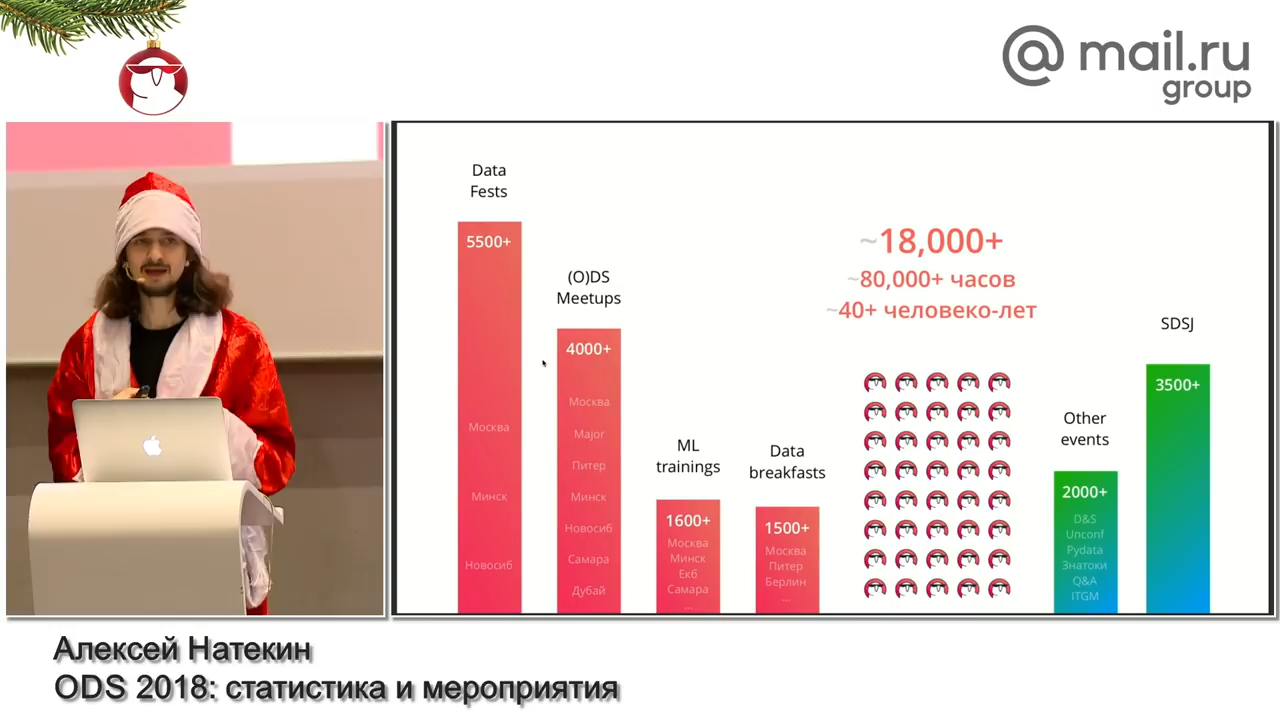 @ mail.ru
group
Data
Fests
5500+
Москва
Минск
Новосиб
(O)DS
Meetups
4000+
Москва
Major
Питер
Минск
Новосиб
Самара
Дубай
ML
trainings
1600+
Москва
Минск
Екб
Самара
...
Data
breakfasts
1500+
Москва
Питер
Берлин
...
~18,000+
~80,000+ часов
~40+ человеко-лет
Other
events
2000+
D&S
Unconf
Pydata
Знатоки
Q&A
ITGM
SDSJ
3500+
Алексей Натекин
ODS 2018: статистика и мероприятия